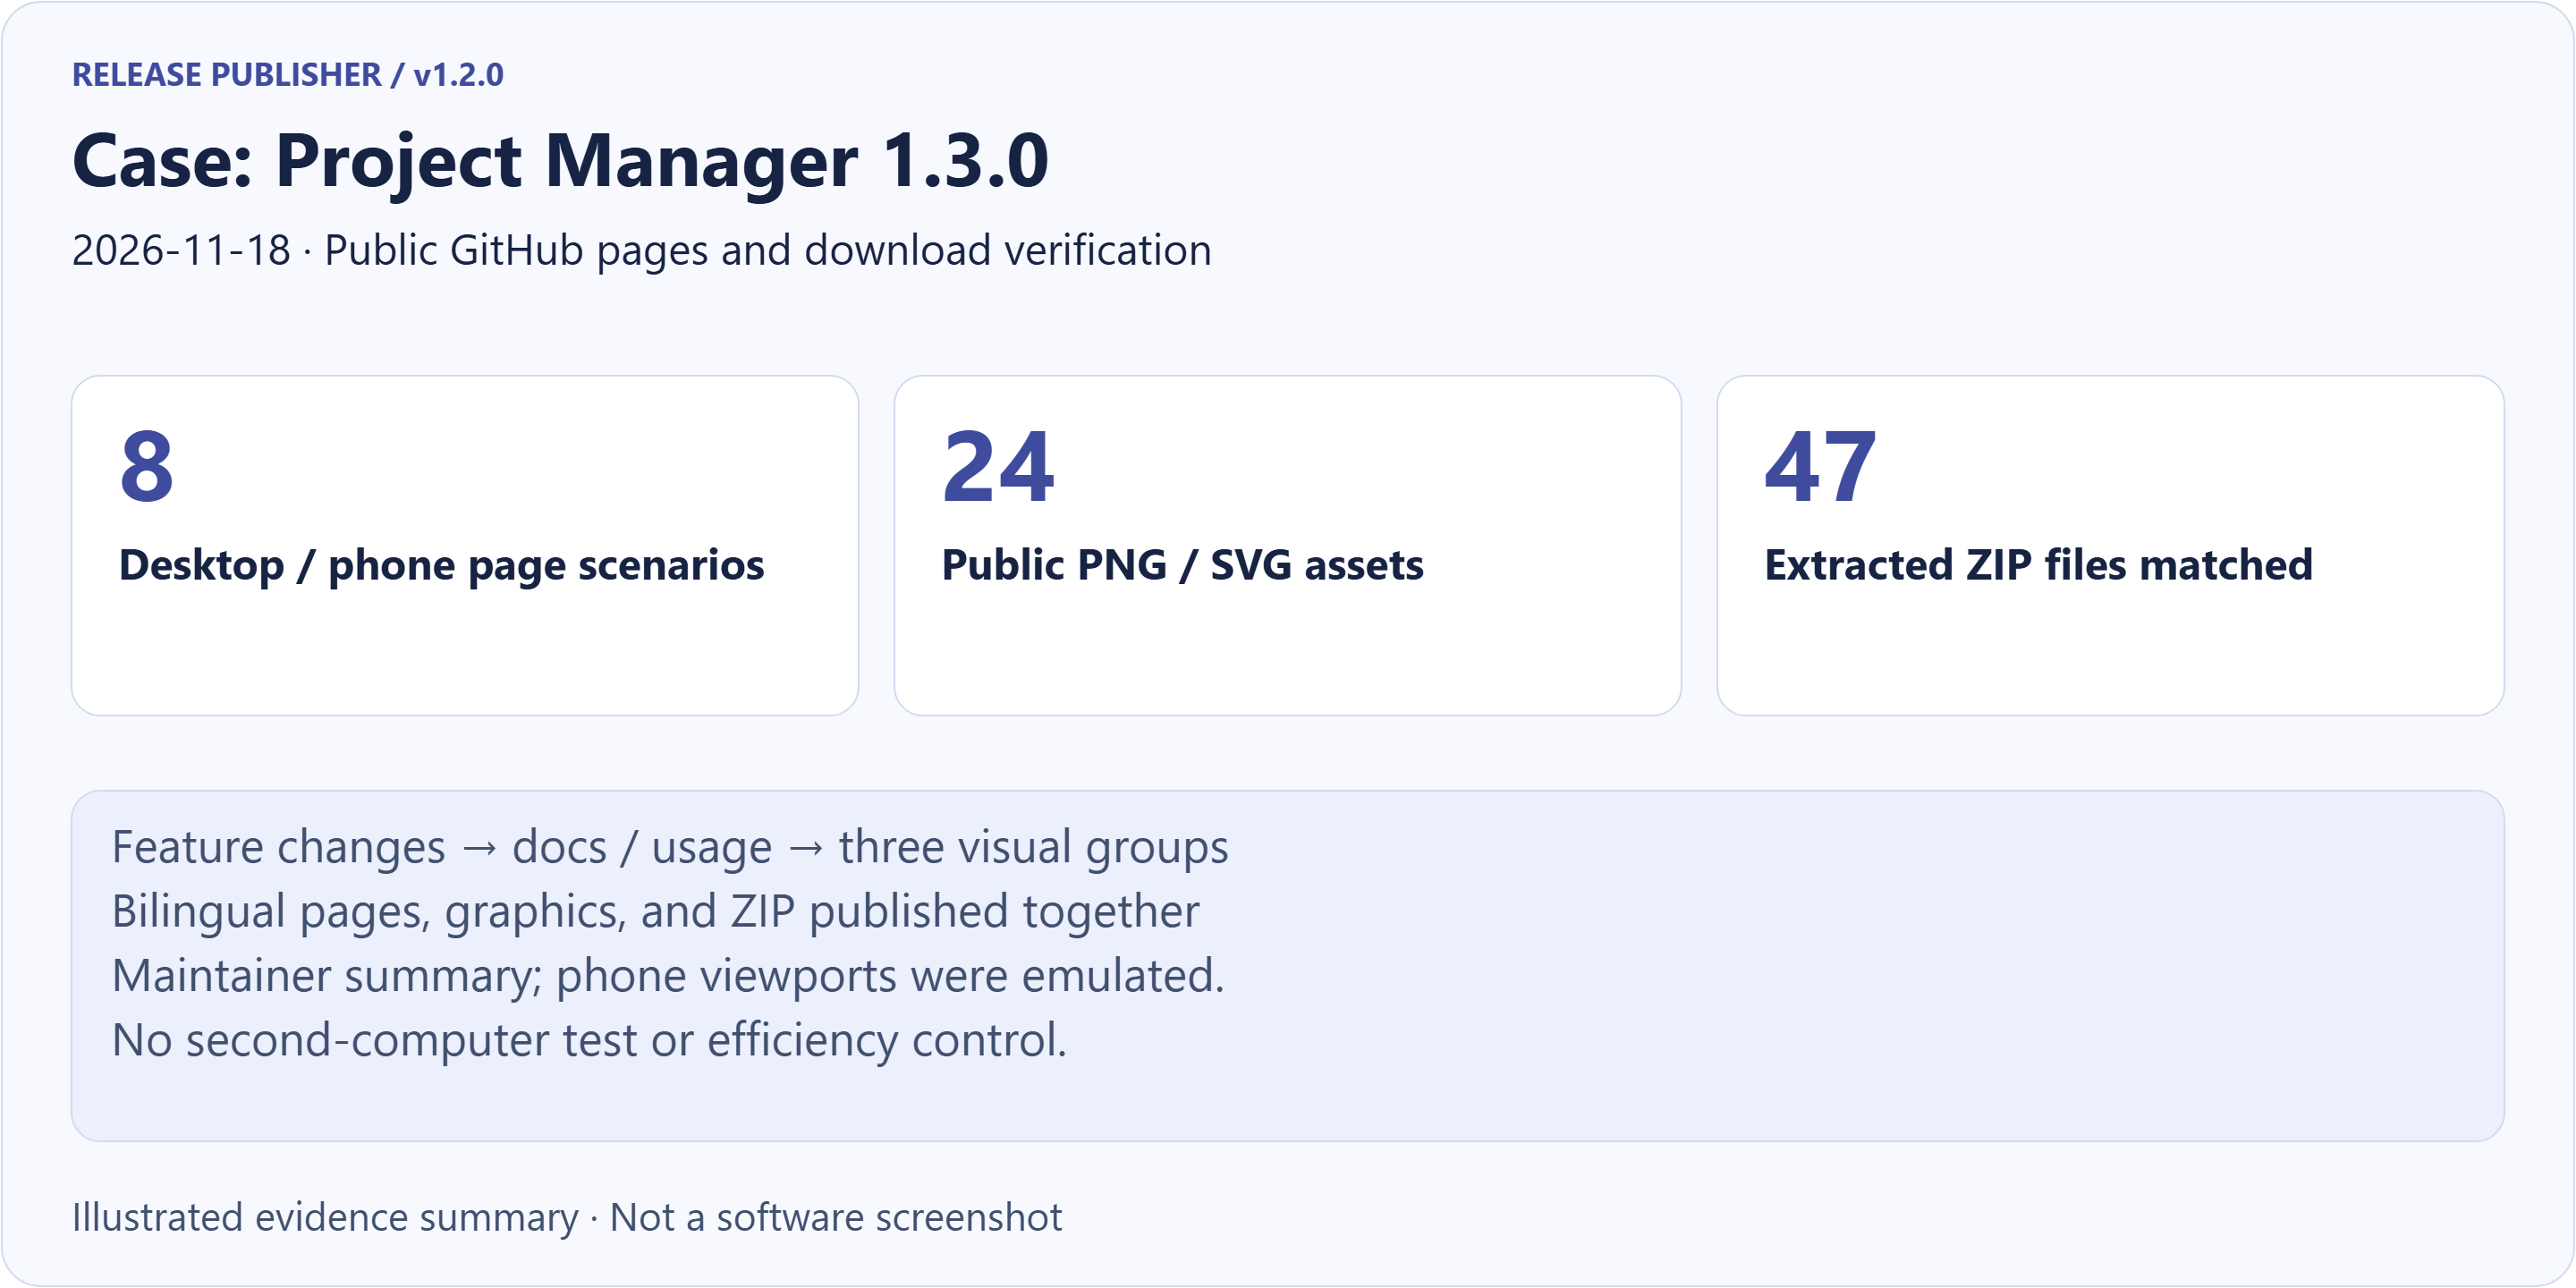 RELEASE PUBLISHER / v1.2.0
Case: Project Manager 1.3.0
2026-11-18 · Public GitHub pages and download verification
8
Desktop / phone page scenarios
24
Public PNG / SVG assets
47
Extracted ZIP files matched
Feature changes → docs / usage → three visual groups
Bilingual pages, graphics, and ZIP published together
Maintainer summary; phone viewports were emulated.
No second-computer test or efficiency control.
Illustrated evidence summary · Not a software screenshot